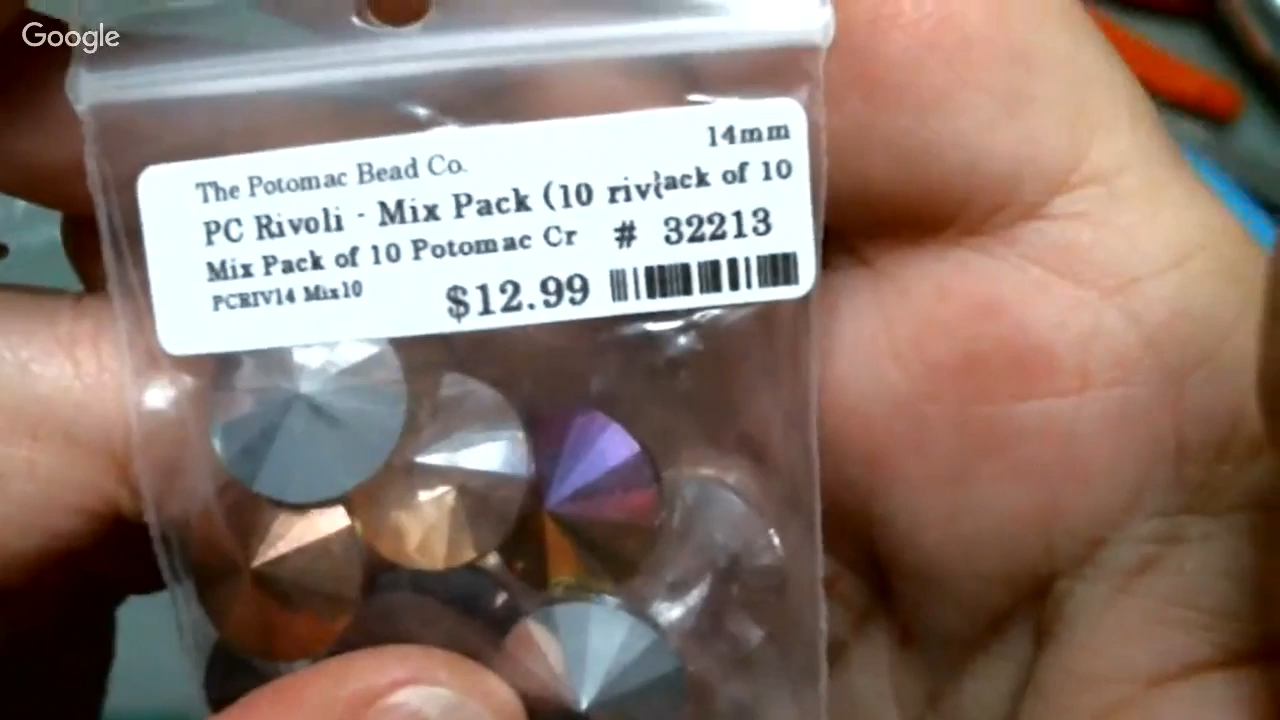 Google
The Potomac Bead Co.
14mm
PC Rivoli - Mix Pack (10 riv
ack of 10
Mix Pack of 10 Potomac Cr
# 32213
PCRIV14 Mix10
$12.99